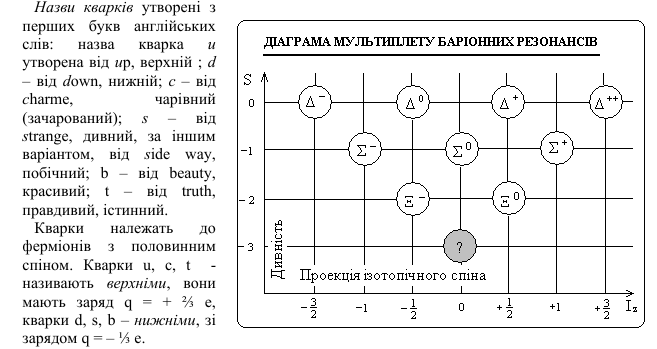 Назви кварків утворені з
перших букв англійських
слів: назва кварка u
утворена від up, верхній ; d
– від down, нижній; c – від
charme, чарівний
(зачарований); s – від
strange, дивний, за іншим
варіантом, від side way,
побічний; b – від beauty,
красивий; t – від truth,
правдивий, істинний.
Кварки належать до
ферміонів з половинним
спіном. Кварки u, c, t -
називають верхніми, вони
мають заряд q = + ⅔ e,
кварки d, s, b – нижніми, зі
зарядом q = – ⅓ e.
ДІАГРАМА МУЛЬТИПЛЕТУ БАРІОННИХ РЕЗОНАНСІВ
S
0 Δ⁻ Δ⁰ Δ⁺ Δ⁺⁺
−1 Σ⁻ Σ⁰ Σ⁺
− 2 Ξ⁻ Ξ⁰
− 3 ?
Дивність
Проекція ізотопічного спіна
−3/2 −1 −1/2 0 +1/2 +1 +3/2 I_z